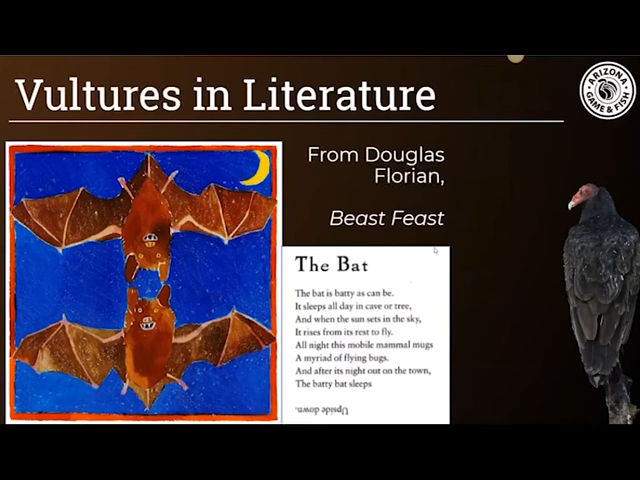 Vultures in Literature
ARIZONA
GAME & FISH
From Douglas
Florian,
Beast Feast
The Bat
The bat is batty as can be.
It sleeps all day in cave or tree,
And when the sun sets in the sky,
It rises from its rest to fly.
All night this mobile mammal mugs
A myriad of flying bugs.
And after its night out on the town,
The batty bat sleeps
Upside down.